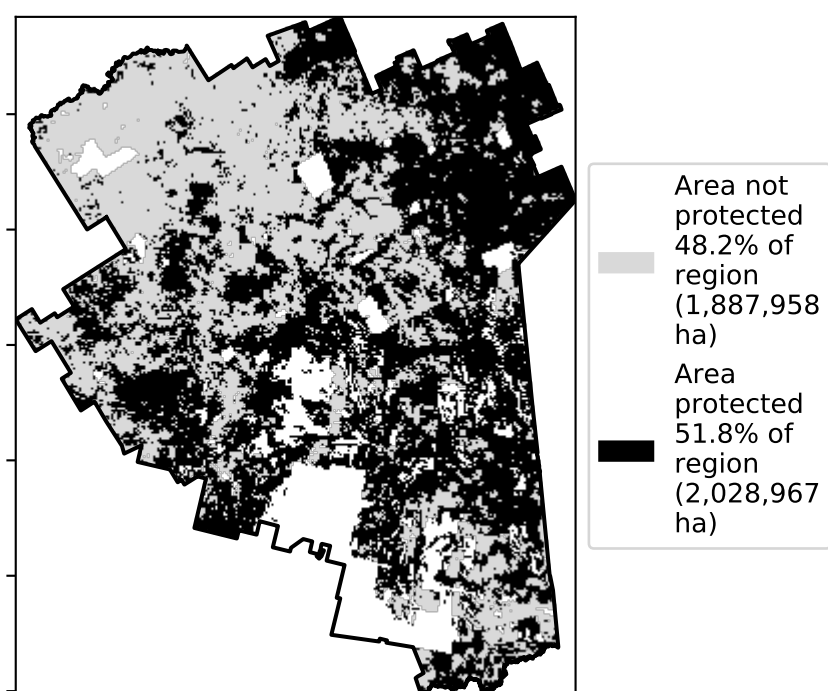 Area not
protected
48.2% of
region
(1,887,958
ha)
Area
protected
51.8% of
region
(2,028,967
ha)